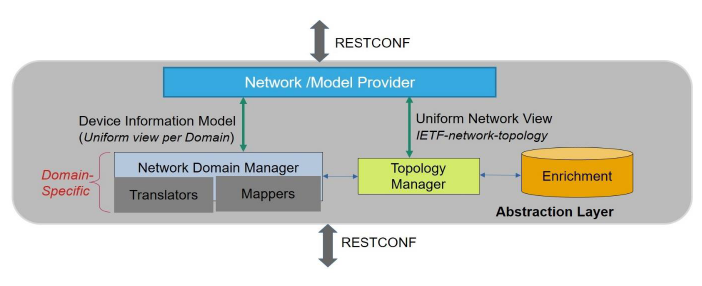 RESTCONF
Network /Model Provider
Device Information Model
(Uniform view per Domain)
Uniform Network View
IETF-network-topology
Domain-
Specific
Network Domain Manager
Translators
Mappers
Topology
Manager
Enrichment
Abstraction Layer
RESTCONF